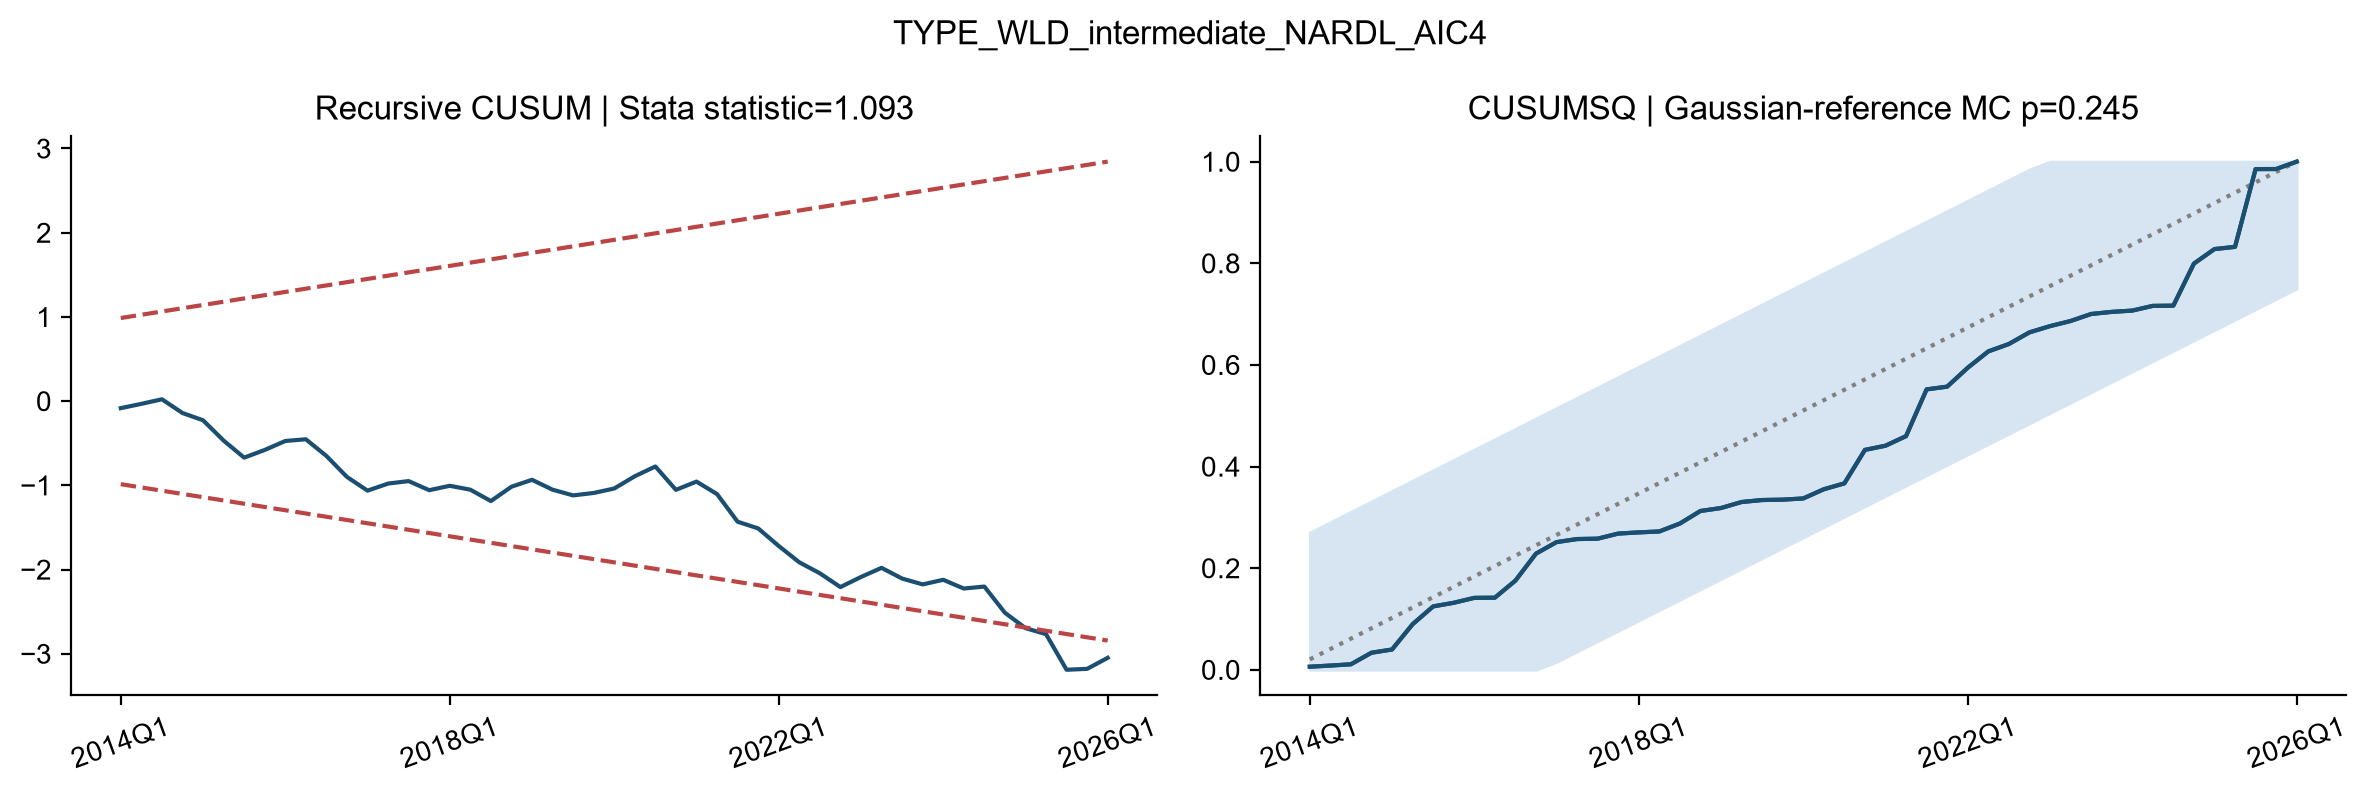 TYPE_WLD_intermediate_NARDL_AIC4
Recursive CUSUM | Stata statistic=1.093
3
2
1
0
−1
−2
−3
2014Q1
2018Q1
2022Q1
2026Q1
CUSUMSQ | Gaussian-reference MC p=0.245
1.0
0.8
0.6
0.4
0.2
0.0
2014Q1
2018Q1
2022Q1
2026Q1